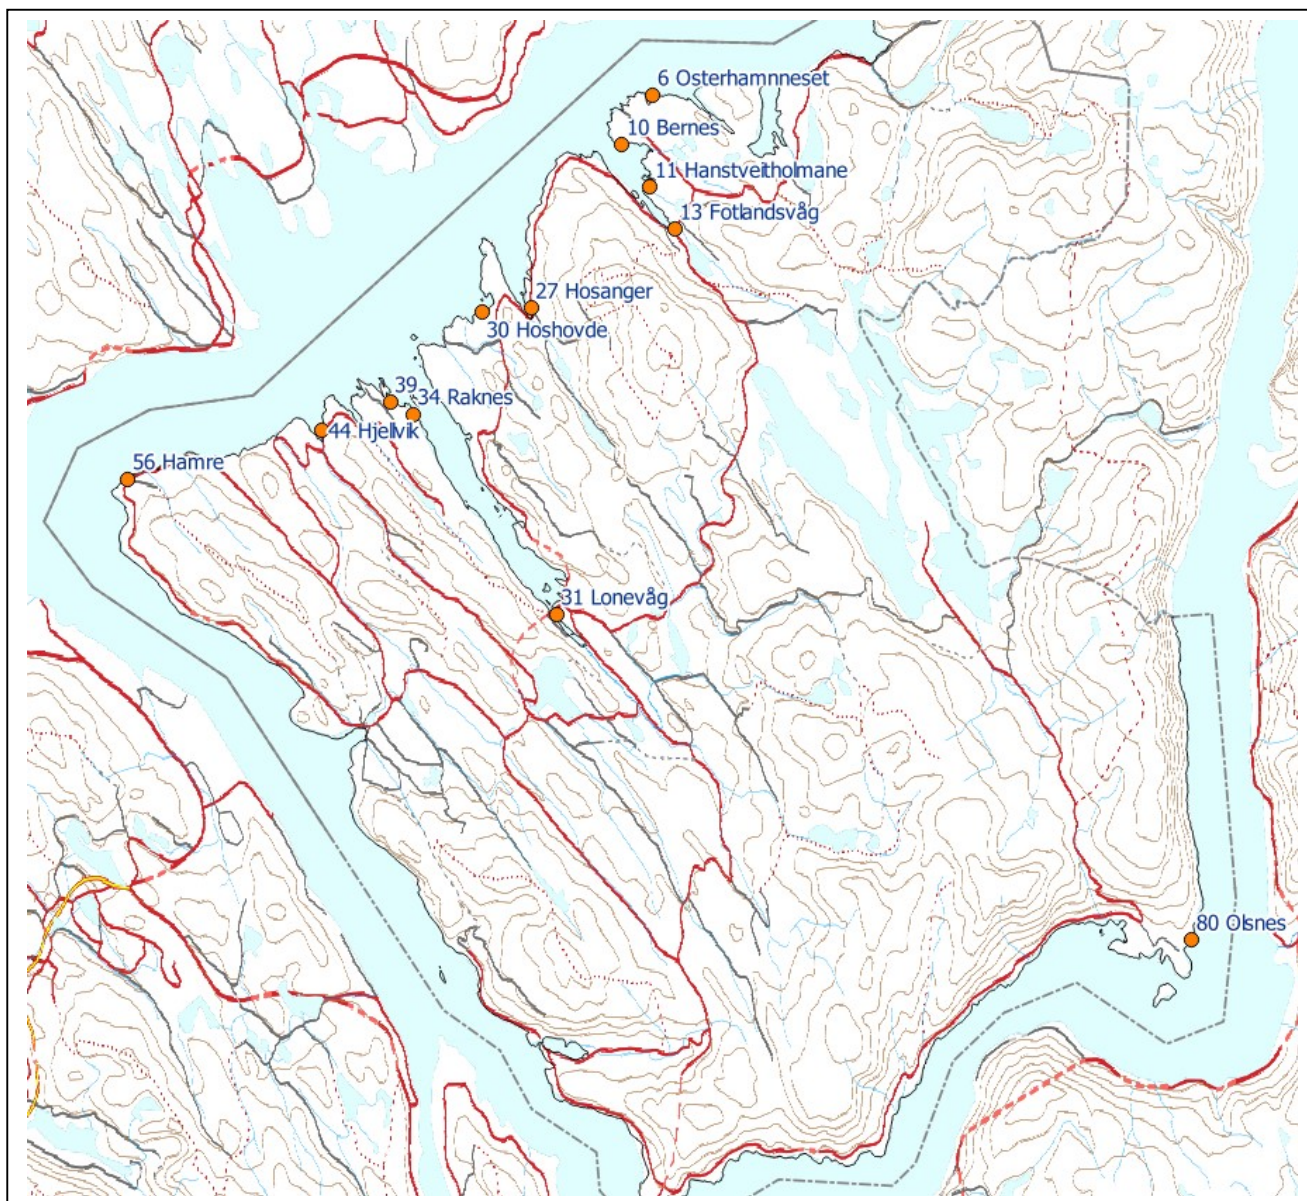 6 Osterhamnneset
10 Bernes
11 Hanstveitholmane
13 Fotlandsvåg
27 Hosanger
30 Hoshovde
39
34 Raknes
44 Hjellvik
56 Hamre
31 Lonevåg
80 Olsnes